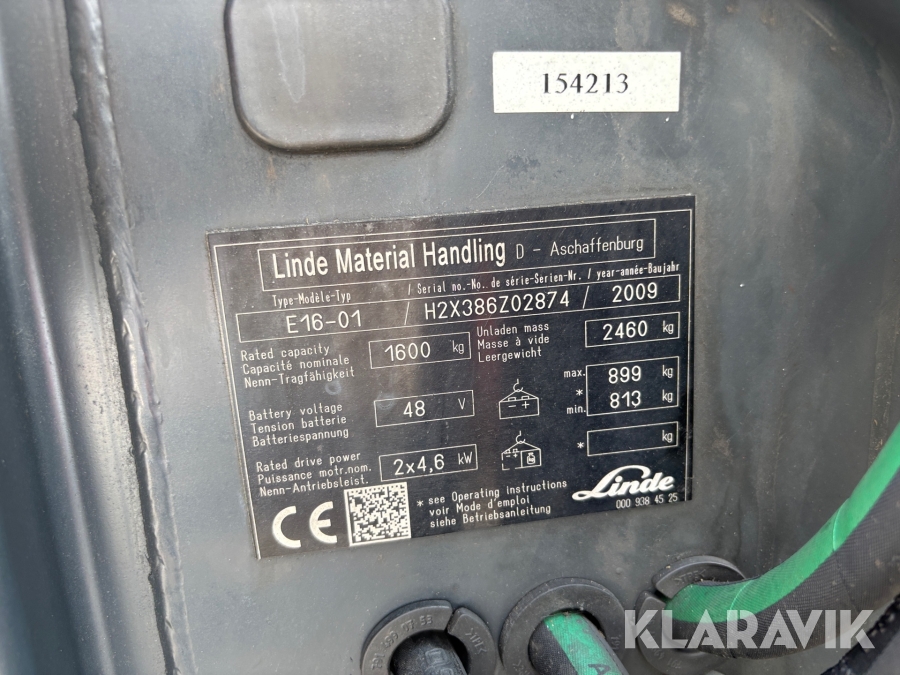 154213
Linde Material Handling D - Aschaffenburg
Type-Modèle-Typ / Serial no.-No. de série-Serien-Nr. / year-année-Baujahr
E16-01 / H2X386Z02874 / 2009
Rated capacity
Capacité nominale
Nenn-Tragfähigkeit
1600 kg
Unladen mass
Masse à vide
Leergewicht
2460 kg
Battery voltage
Tension batterie
Batteriespannung
48 V
max. 899 kg
*
min. 813 kg
Rated drive power
Puissance motr.nom.
Nenn-Antriebsleist.
2x4,6 kW
* kg
CE
* see Operating instructions
voir Mode d'emploi
siehe Betriebsanleitung
Linde
000 938 45 25
KLARAVIK